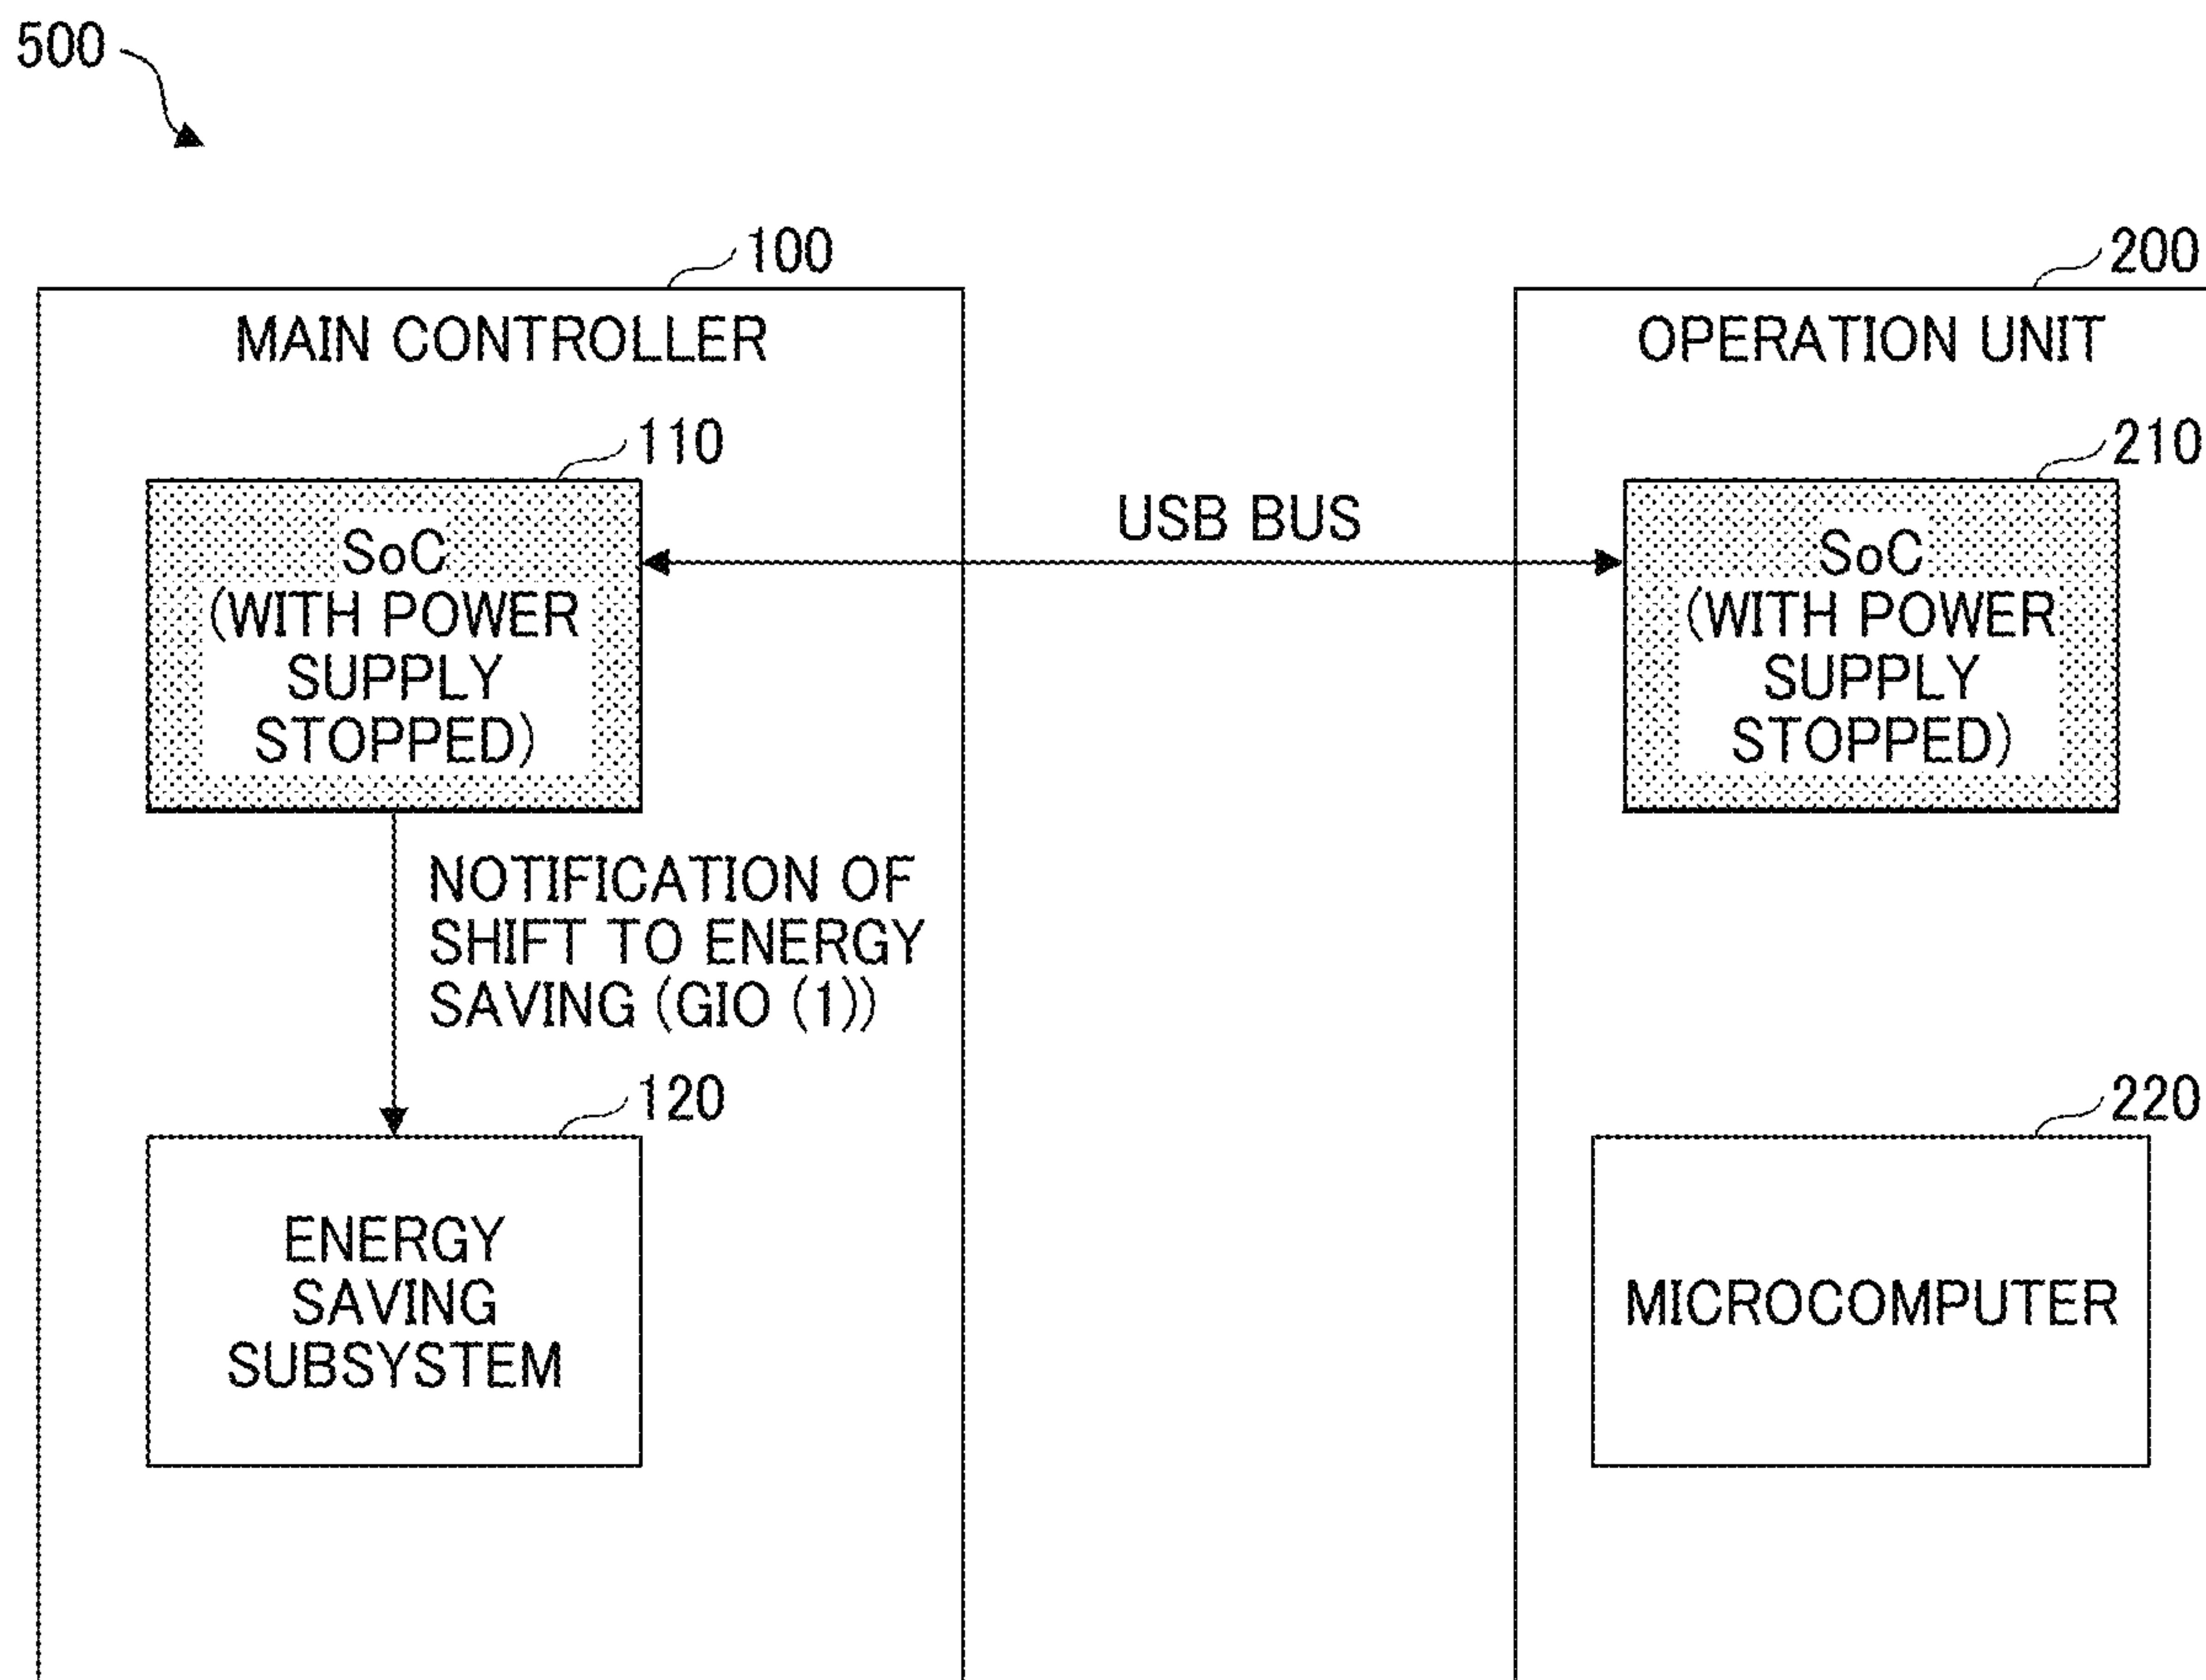 500
100
200
MAIN CONTROLLER
OPERATION UNIT
110
210
USB BUS
SoC
(WITH POWER
SUPPLY
STOPPED)
SoC
(WITH POWER
SUPPLY
STOPPED)
NOTIFICATION OF
SHIFT TO ENERGY
SAVING (GIO (1))
120
220
ENERGY
SAVING
SUBSYSTEM
MICROCOMPUTER